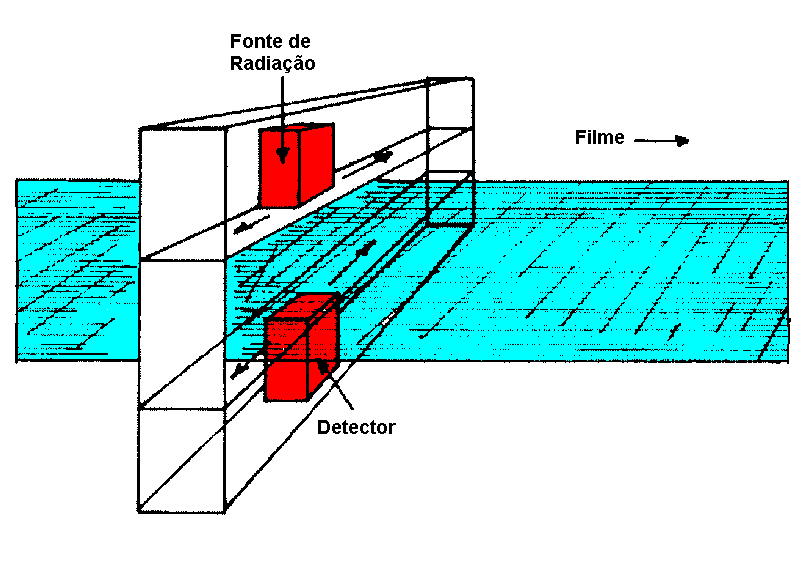 Fonte de
Radiação
Filme
Detector